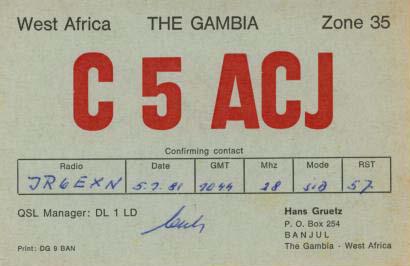 West Africa THE GAMBIA Zone 35
C 5 ACJ
Confirming contact
Radio Date GMT Mhz Mode RST
JR6EXN 5.7.81 2044 28 57
QSL Manager: DL 1 LD
Hans Gruetz
P. O. Box 254
BANJUL
The Gambia - West Africa
Print: DG 9 BAN